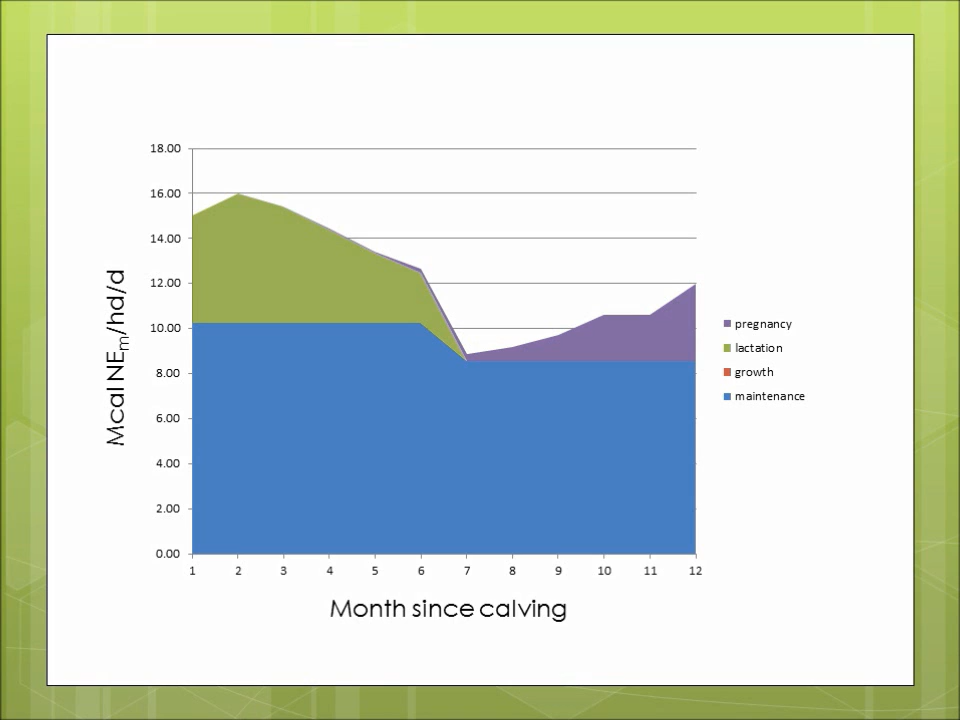 18.00
16.00
14.00
12.00
10.00
8.00
6.00
4.00
2.00
0.00
1 2 3 4 5 6 7 8 9 10 11 12
Mcal NEm/hd/d
Month since calving
pregnancy
lactation
growth
maintenance